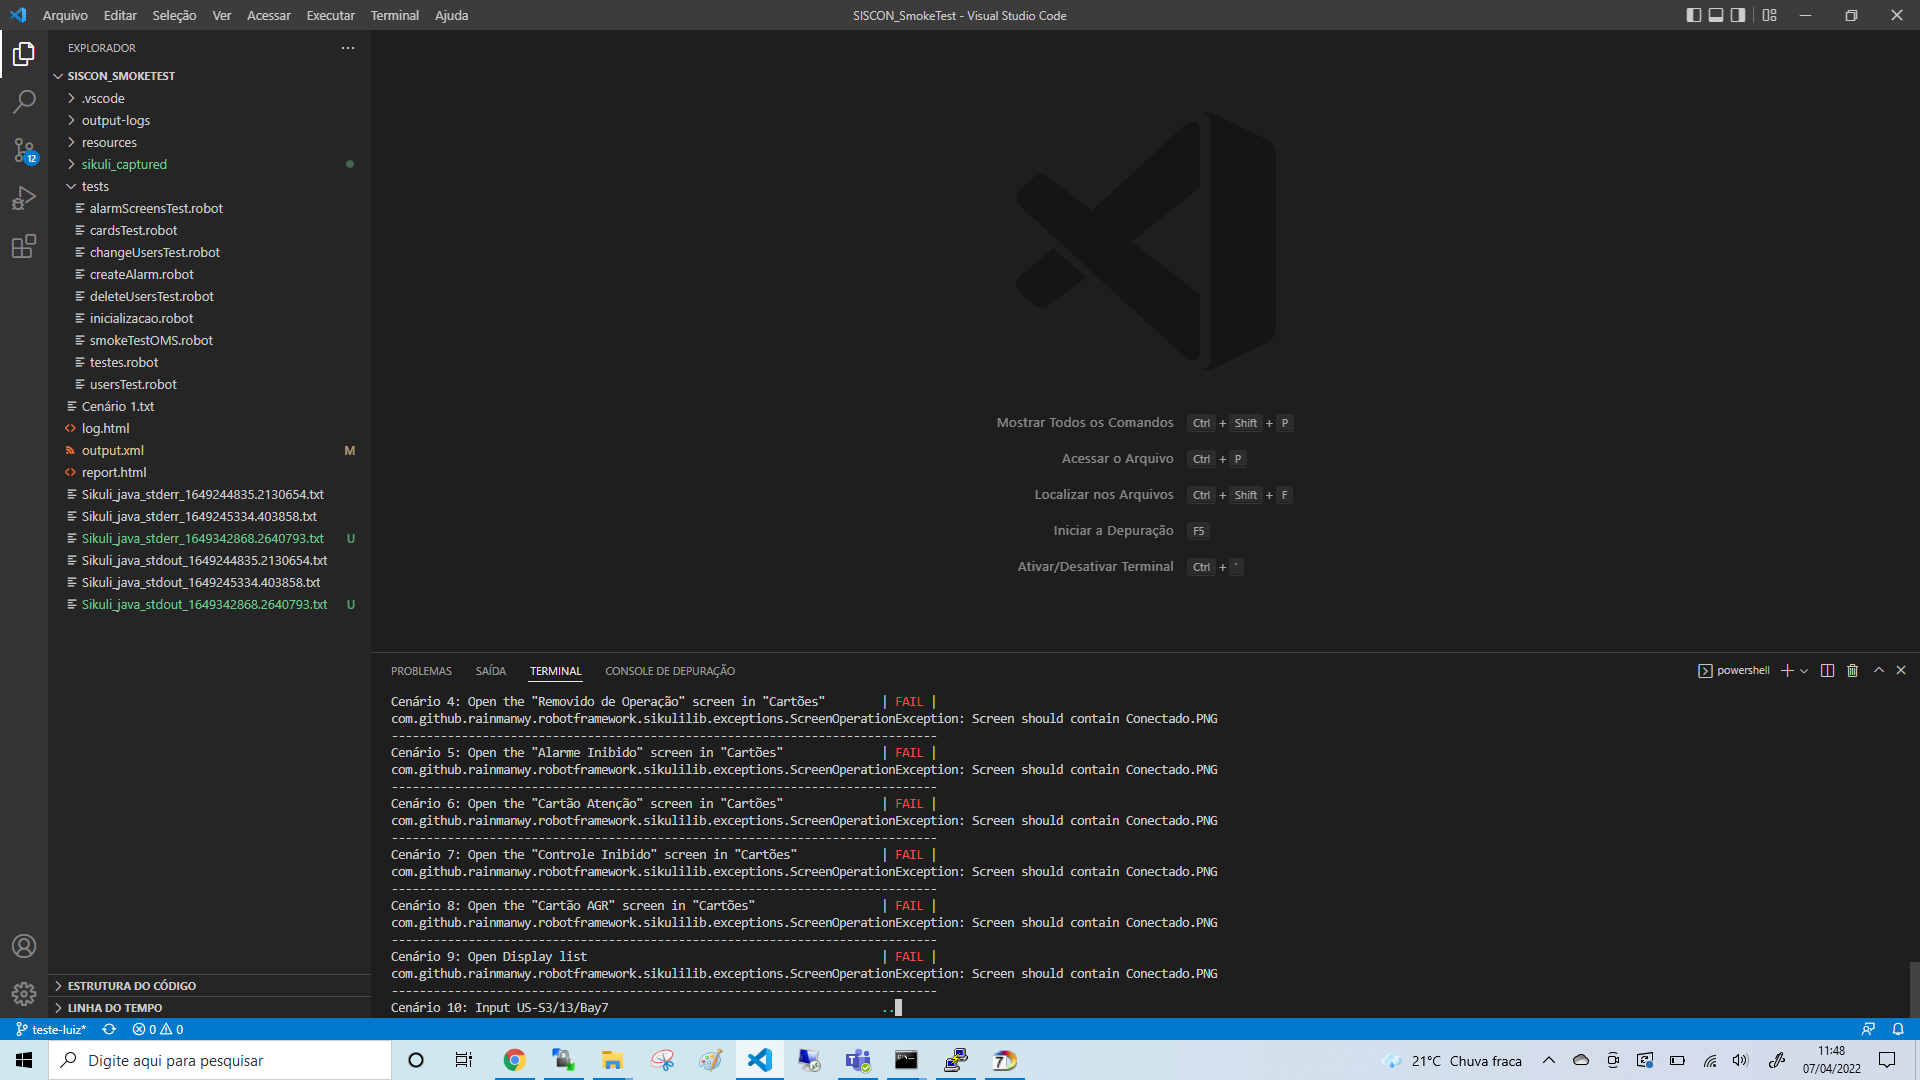 Arquivo Editar Seleção Ver Acessar Executar Terminal Ajuda
SISCON_SmokeTest - Visual Studio Code
EXPLORADOR
SISCON_SMOKETEST
.vscode
output-logs
resources
12
sikuli_captured
tests
alarmScreensTest.robot
cardsTest.robot
changeUsersTest.robot
createAlarm.robot
deleteUsersTest.robot
inicializacao.robot
smokeTestOMS.robot
testes.robot
usersTest.robot
Cenário 1.txt
log.html
output.xml M
report.html
Sikuli_java_stderr_1649244835.2130654.txt
Sikuli_java_stderr_1649245334.403858.txt
Sikuli_java_stderr_1649342868.2640793.txt U
Sikuli_java_stdout_1649244835.2130654.txt
Sikuli_java_stdout_1649245334.403858.txt
Sikuli_java_stdout_1649342868.2640793.txt U
ESTRUTURA DO CÓDIGO
LINHA DO TEMPO
Mostrar Todos os Comandos Ctrl + Shift + P
Acessar o Arquivo Ctrl + P
Localizar nos Arquivos Ctrl + Shift + F
Iniciar a Depuração F5
Ativar/Desativar Terminal Ctrl + '
PROBLEMAS SAÍDA TERMINAL CONSOLE DE DEPURAÇÃO
powershell
Cenário 4: Open the "Removido de Operação" screen in "Cartões" | FAIL |
com.github.rainmanwy.robotframework.sikulilib.exceptions.ScreenOperationException: Screen should contain Conectado.PNG
------------------------------------------------------------------------------
Cenário 5: Open the "Alarme Inibido" screen in "Cartões" | FAIL |
com.github.rainmanwy.robotframework.sikulilib.exceptions.ScreenOperationException: Screen should contain Conectado.PNG
------------------------------------------------------------------------------
Cenário 6: Open the "Cartão Atenção" screen in "Cartões" | FAIL |
com.github.rainmanwy.robotframework.sikulilib.exceptions.ScreenOperationException: Screen should contain Conectado.PNG
------------------------------------------------------------------------------
Cenário 7: Open the "Controle Inibido" screen in "Cartões" | FAIL |
com.github.rainmanwy.robotframework.sikulilib.exceptions.ScreenOperationException: Screen should contain Conectado.PNG
------------------------------------------------------------------------------
Cenário 8: Open the "Cartão AGR" screen in "Cartões" | FAIL |
com.github.rainmanwy.robotframework.sikulilib.exceptions.ScreenOperationException: Screen should contain Conectado.PNG
------------------------------------------------------------------------------
Cenário 9: Open Display list | FAIL |
com.github.rainmanwy.robotframework.sikulilib.exceptions.ScreenOperationException: Screen should contain Conectado.PNG
------------------------------------------------------------------------------
Cenário 10: Input US-S3/13/Bay7 ..
teste-luiz* 0 0
Digite aqui para pesquisar
21°C Chuva fraca
11:48
07/04/2022